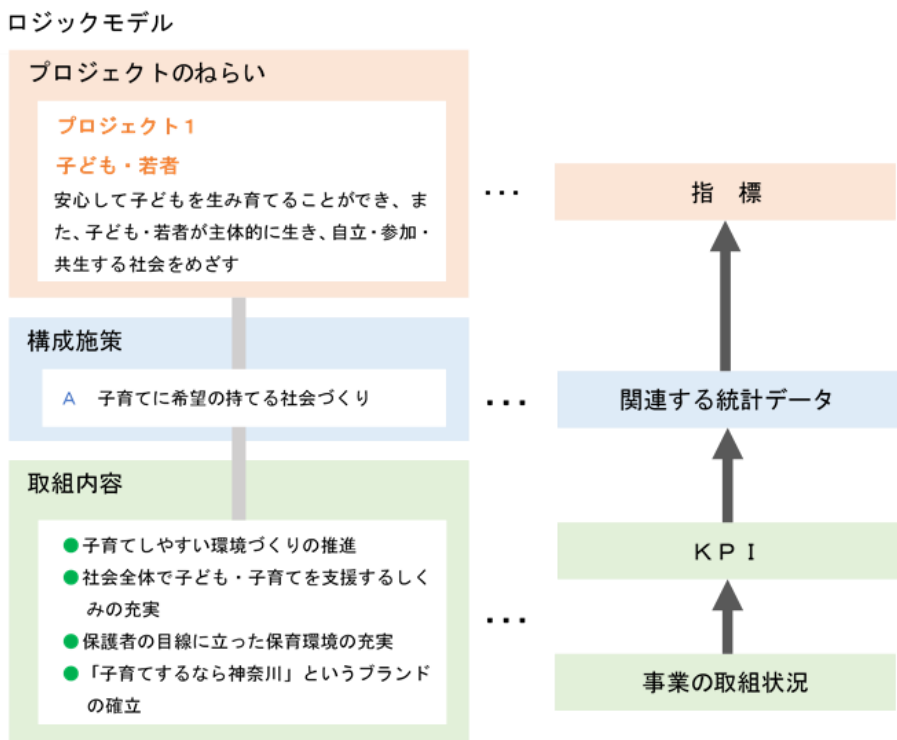 ロジックモデル
プロジェクトのねらい
プロジェクト1
子ども・若者
安心して子どもを生み育てることができ、ま
た、子ども・若者が主体的に生き、自立・参加・
共生する社会をめざす
...
指　標
構成施策
A　子育てに希望の持てる社会づくり
...
関連する統計データ
取組内容
●子育てしやすい環境づくりの推進
●社会全体で子ども・子育てを支援するしく
みの充実
●保護者の目線に立った保育環境の充実
●「子育てするなら神奈川」というブランド
の確立
...
ＫＰＩ
事業の取組状況